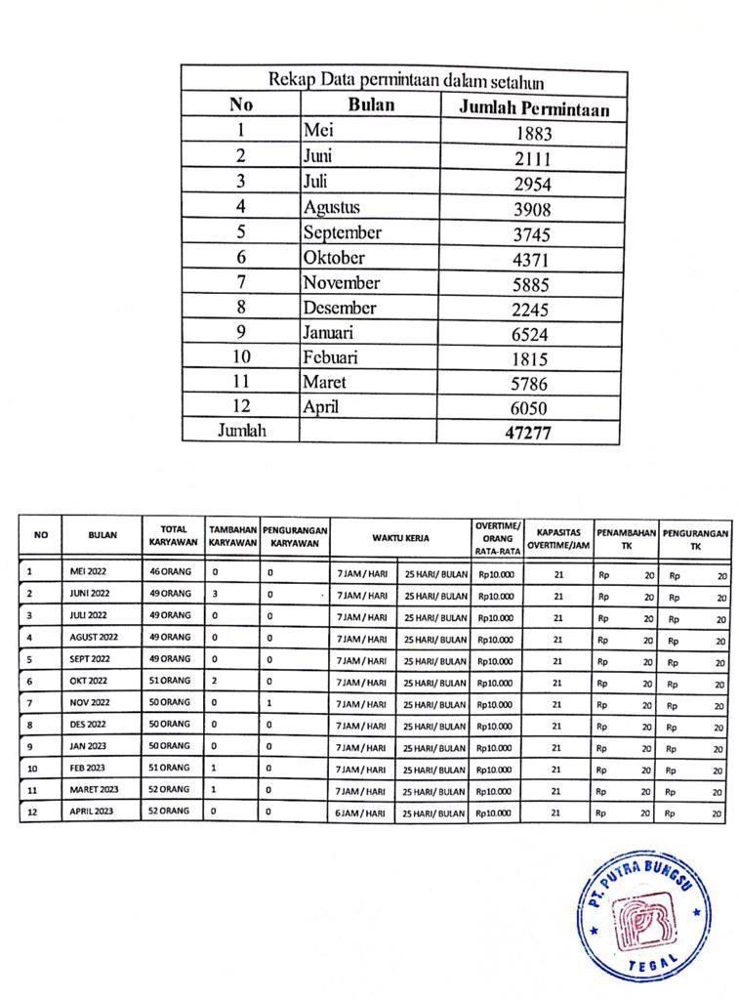 Rekap Data permintaan dalam setahun
No Bulan Jumlah Permintaan
1 Mei 1883
2 Juni 2111
3 Juli 2954
4 Agustus 3908
5 September 3745
6 Oktober 4371
7 November 5885
8 Desember 2245
9 Januari 6524
10 Febuari 1815
11 Maret 5786
12 April 6050
Jumlah 47277
NO BULAN TOTAL KARYAWAN TAMBAHAN KARYAWAN PENGURANGAN KARYAWAN WAKTU KERJA OVERTIME/ ORANG RATA-RATA KAPASITAS OVERTIME/JAM PENAMBAHAN TK PENGURANGAN TK
1 MEI 2022 46 ORANG 0 0 7 JAM / HARI 25 HARI/ BULAN Rp10.000 21 Rp 20 Rp 20
2 JUNI 2022 49 ORANG 3 0 7 JAM / HARI 25 HARI/ BULAN Rp10.000 21 Rp 20 Rp 20
3 JULI 2022 49 ORANG 0 0 7 JAM / HARI 25 HARI/ BULAN Rp10.000 21 Rp 20 Rp 20
4 AGUST 2022 49 ORANG 0 0 7 JAM / HARI 25 HARI/ BULAN Rp10.000 21 Rp 20 Rp 20
5 SEPT 2022 49 ORANG 0 0 7 JAM / HARI 25 HARI/ BULAN Rp10.000 21 Rp 20 Rp 20
6 OKT 2022 51 ORANG 2 0 7 JAM / HARI 25 HARI/ BULAN Rp10.000 21 Rp 20 Rp 20
7 NOV 2022 50 ORANG 0 1 7 JAM / HARI 25 HARI/ BULAN Rp10.000 21 Rp 20 Rp 20
8 DES 2022 50 ORANG 0 0 7 JAM / HARI 25 HARI/ BULAN Rp10.000 21 Rp 20 Rp 20
9 JAN 2023 50 ORANG 0 0 7 JAM / HARI 25 HARI/ BULAN Rp10.000 21 Rp 20 Rp 20
10 FEB 2023 51 ORANG 1 0 7 JAM / HARI 25 HARI/ BULAN Rp10.000 21 Rp 20 Rp 20
11 MARET 2023 52 ORANG 1 0 7 JAM / HARI 25 HARI/ BULAN Rp10.000 21 Rp 20 Rp 20
12 APRIL 2023 52 ORANG 0 0 6 JAM / HARI 25 HARI/ BULAN Rp10.000 21 Rp 20 Rp 20
PT. PUTRA BUNGSU
TEGAL